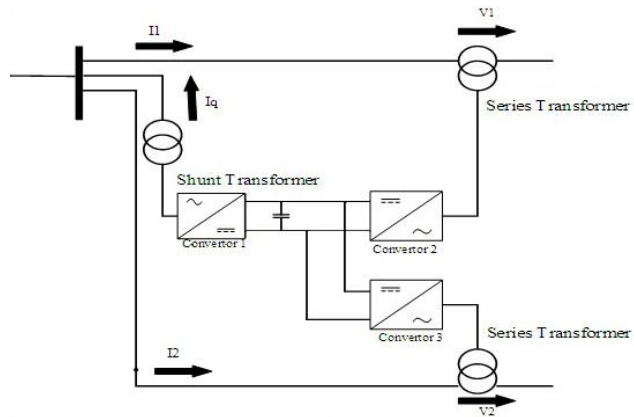 I1
V1
Iq
Series Transformer
Shunt Transformer
Convertor 1
Convertor 2
Convertor 3
Series Transformer
I2
V2